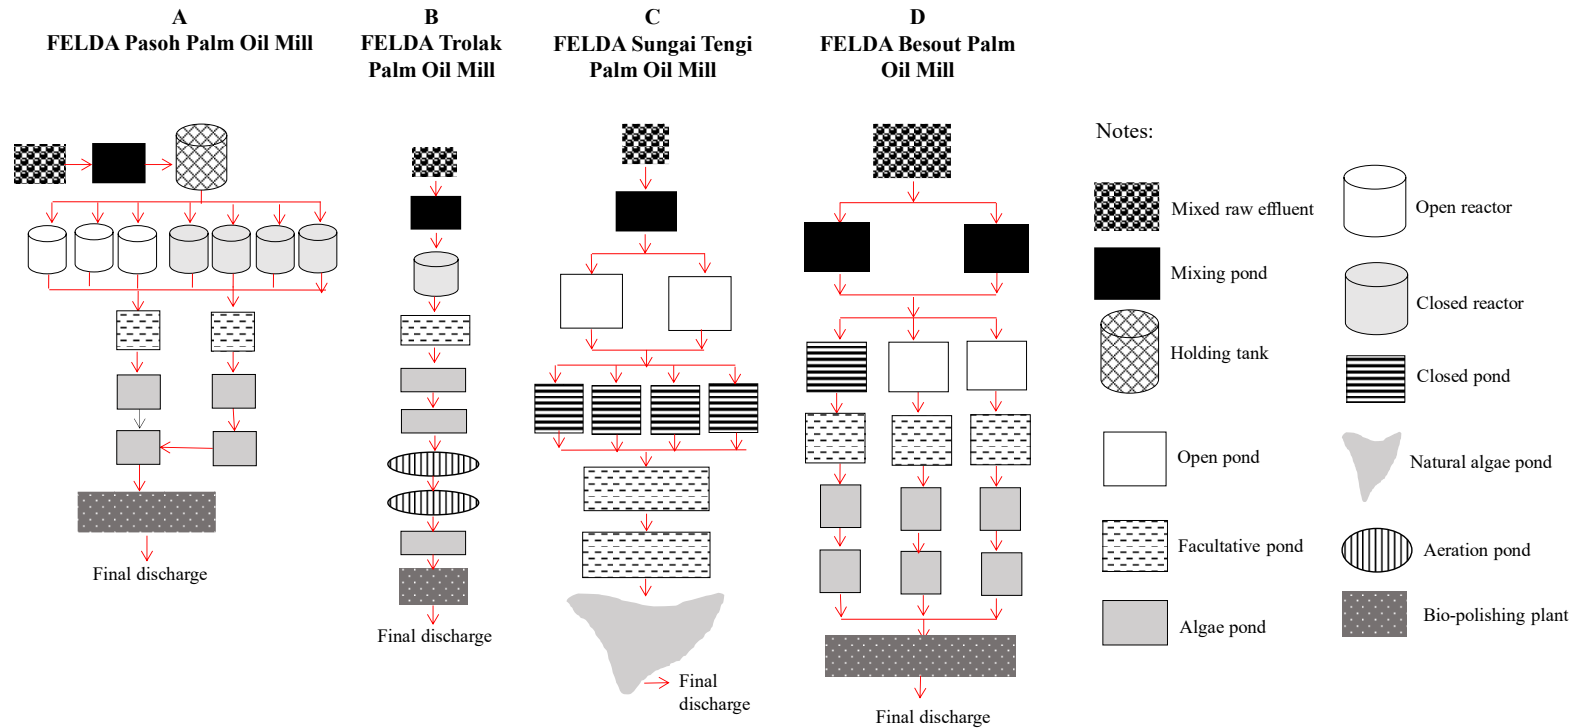 A
FELDA Pasoh Palm Oil Mill
B
FELDA Trolak
Palm Oil Mill
C
FELDA Sungai Tengi
Palm Oil Mill
D
FELDA Besout Palm
Oil Mill
Final discharge
Final discharge
Final
discharge
Final discharge
Notes:
Mixed raw effluent
Mixing pond
Holding tank
Open pond
Facultative pond
Algae pond
Open reactor
Closed reactor
Closed pond
Natural algae pond
Aeration pond
Bio-polishing plant